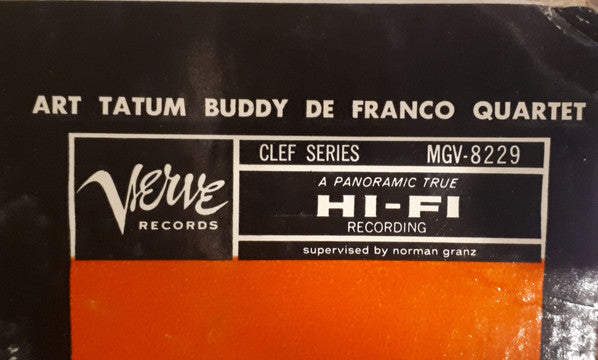 ART TATUM BUDDY DE FRANCO QUARTET
Verve
RECORDS
CLEF SERIES MGV-8229
A PANORAMIC TRUE
HI-FI
RECORDING
supervised by norman granz